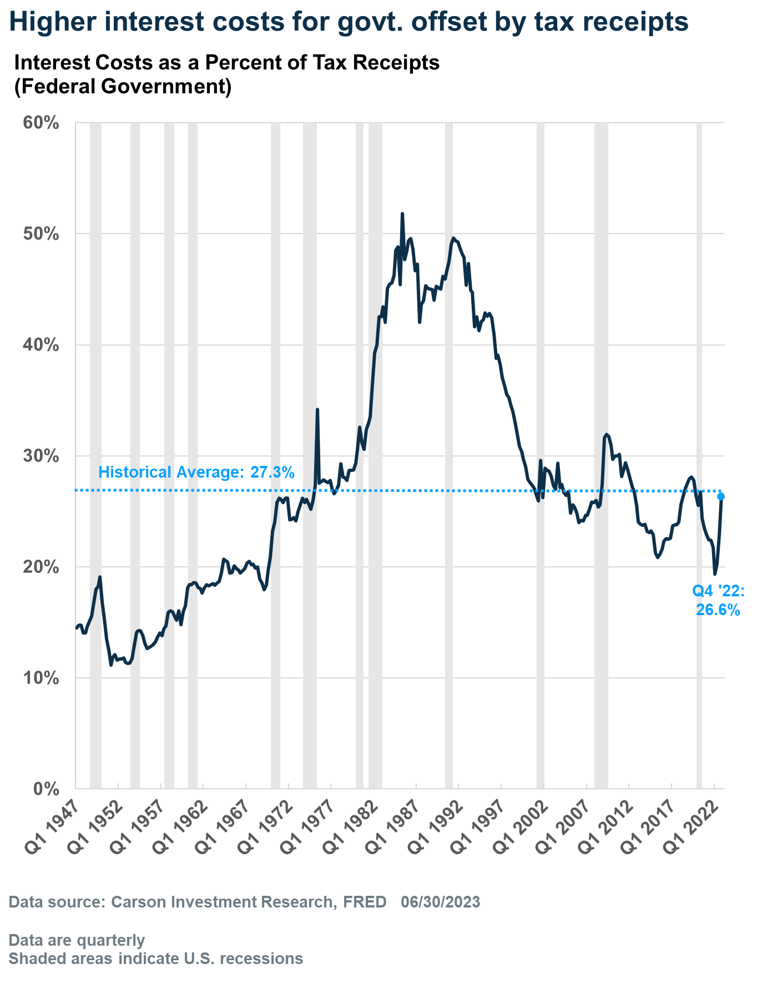 Higher interest costs for govt. offset by tax receipts
Interest Costs as a Percent of Tax Receipts
(Federal Government)
60%
50%
40%
30%
20%
10%
0%
Historical Average: 27.3%
Q4 '22:
26.6%
Q1 1947
Q1 1952
Q1 1957
Q1 1962
Q1 1967
Q1 1972
Q1 1977
Q1 1982
Q1 1987
Q1 1992
Q1 1997
Q1 2002
Q1 2007
Q1 2012
Q1 2017
Q1 2022
Data source: Carson Investment Research, FRED 06/30/2023
Data are quarterly
Shaded areas indicate U.S. recessions